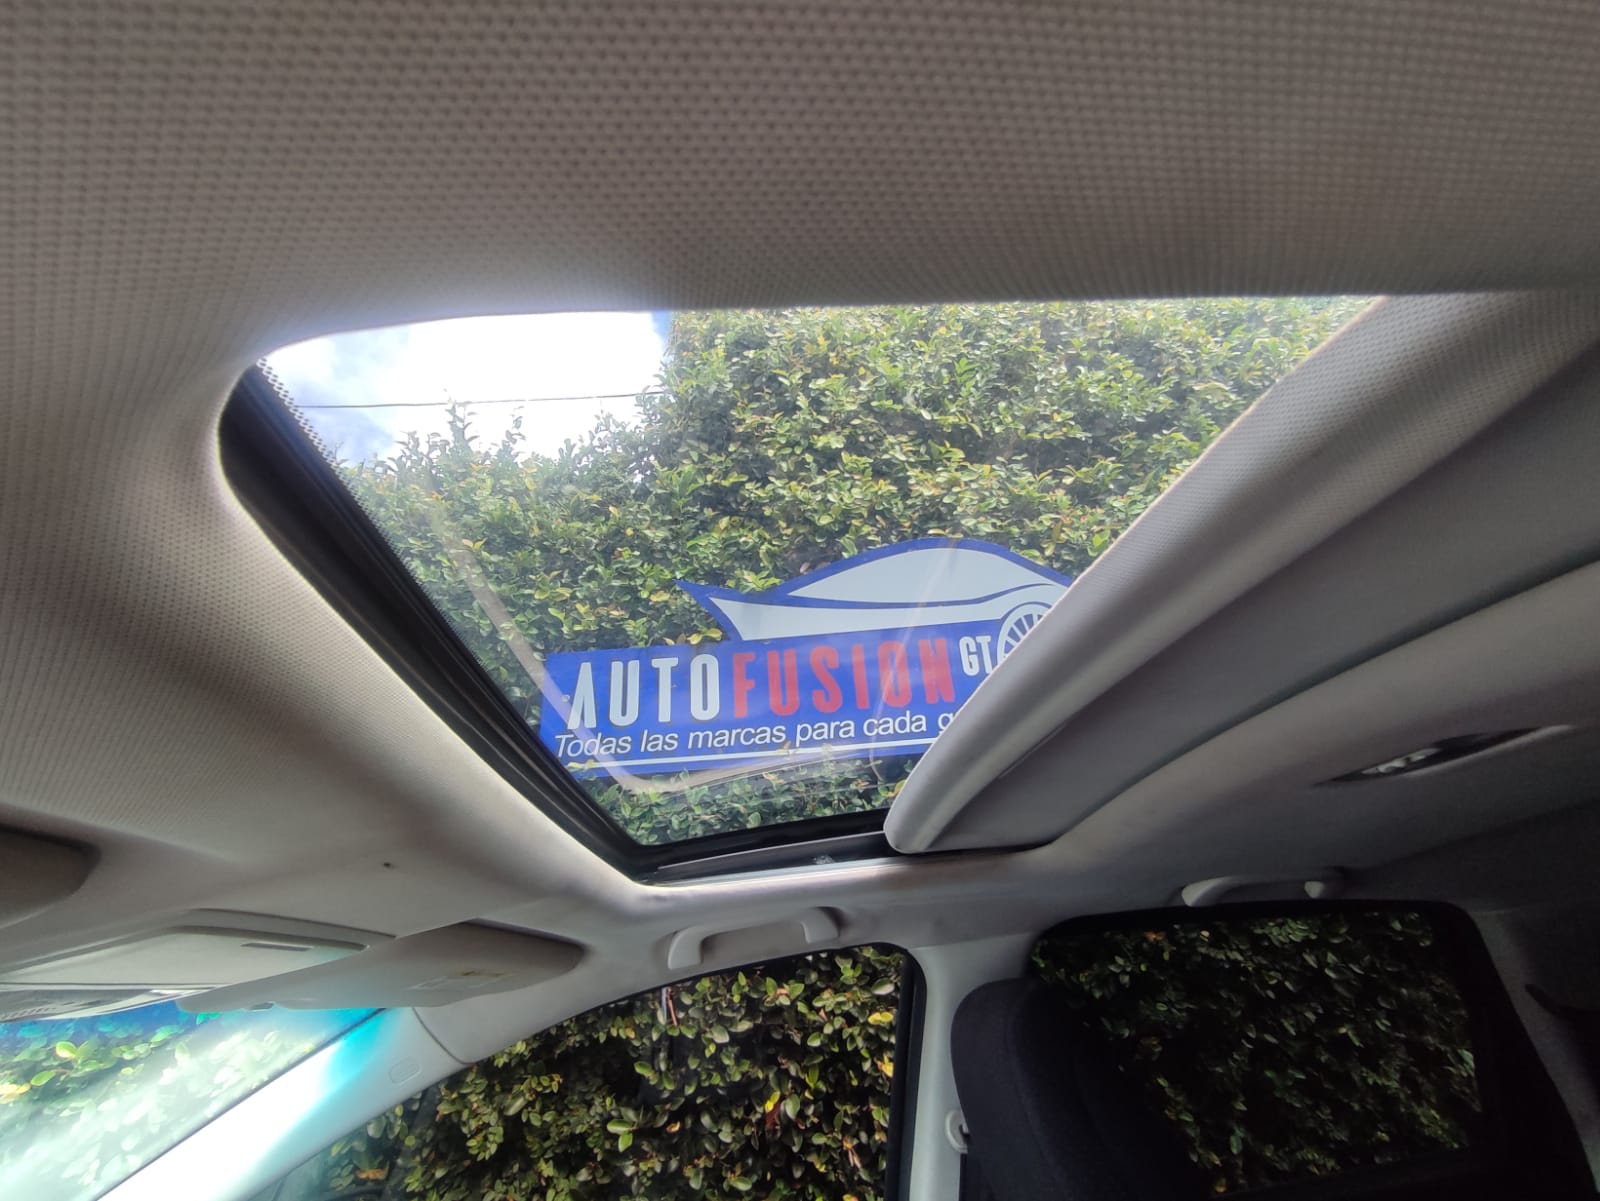 AUTOFUSION GT
Todas las marcas para cada